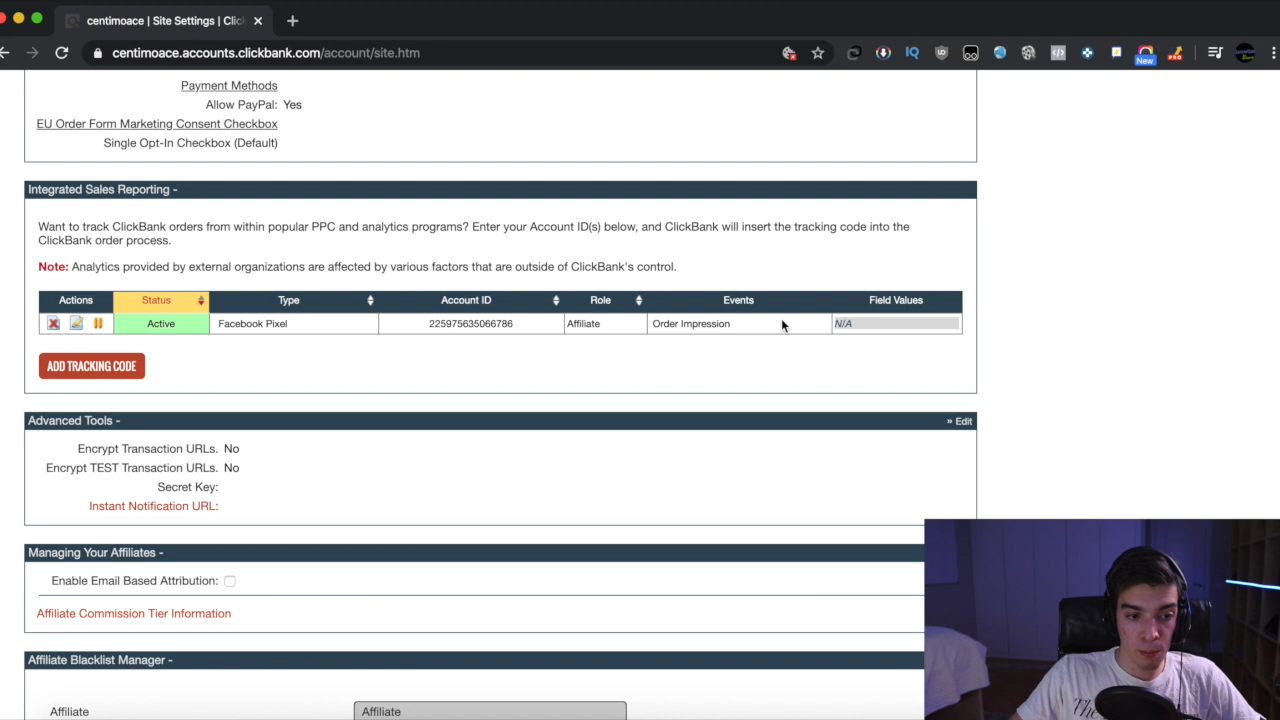 centimoace | Site Settings | Click
centimoace.accounts.clickbank.com/account/site.htm
New
Payment Methods
Allow PayPal: Yes
EU Order Form Marketing Consent Checkbox
Single Opt-In Checkbox (Default)
Integrated Sales Reporting -
Want to track ClickBank orders from within popular PPC and analytics programs? Enter your Account ID(s) below, and ClickBank will insert the tracking code into the
ClickBank order process.
Note: Analytics provided by external organizations are affected by various factors that are outside of ClickBank's control.
Actions Status Type Account ID Role Events Field Values
Active Facebook Pixel 225975635066786 Affiliate Order Impression N/A
ADD TRACKING CODE
Advanced Tools - » Edit
Encrypt Transaction URLs. No
Encrypt TEST Transaction URLs. No
Secret Key:
Instant Notification URL:
Managing Your Affiliates -
Enable Email Based Attribution:
Affiliate Commission Tier Information
Affiliate Blacklist Manager -
Affiliate Affiliate
The